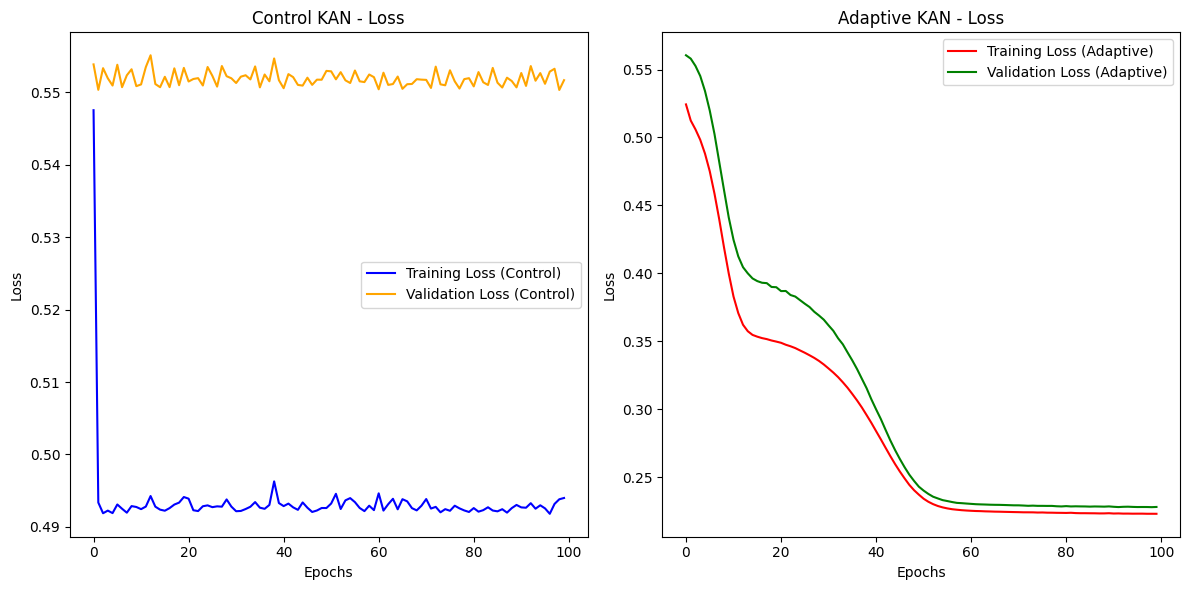 Control KAN - Loss
0.55
0.54
0.53
0.52
0.51
0.50
0.49
Loss
Training Loss (Control)
Validation Loss (Control)
0 20 40 60 80 100
Epochs
Adaptive KAN - Loss
0.55
0.50
0.45
0.40
0.35
0.30
0.25
Loss
Training Loss (Adaptive)
Validation Loss (Adaptive)
0 20 40 60 80 100
Epochs